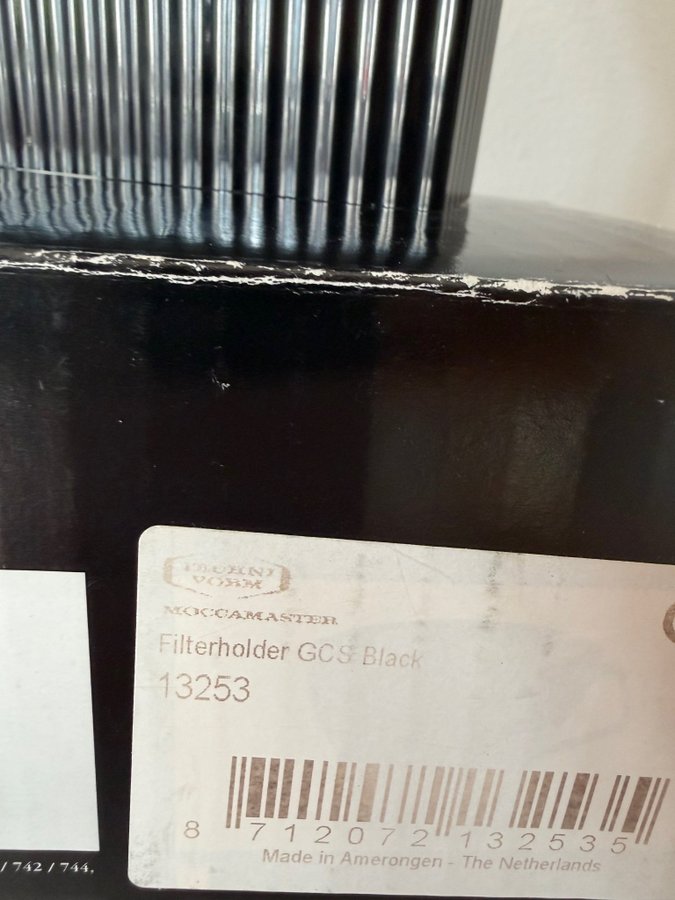 TECHNI
VORM
MOCCAMASTER
Filterholder GCS Black
13253
8 712072 132535
Made in Amerongen - The Netherlands
/ 742 / 744,